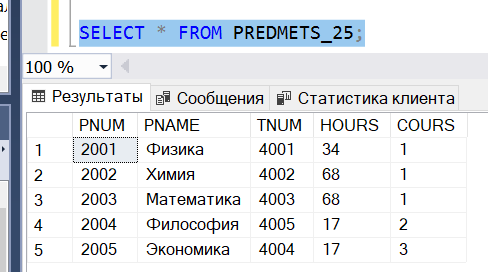 SELECT * FROM PREDMETS_25;
100 %
Результаты Сообщения Статистика клиента
PNUM PNAME TNUM HOURS COURS
1 2001 Физика 4001 34 1
2 2002 Химия 4002 68 1
3 2003 Математика 4003 68 1
4 2004 Философия 4005 17 2
5 2005 Экономика 4004 17 3